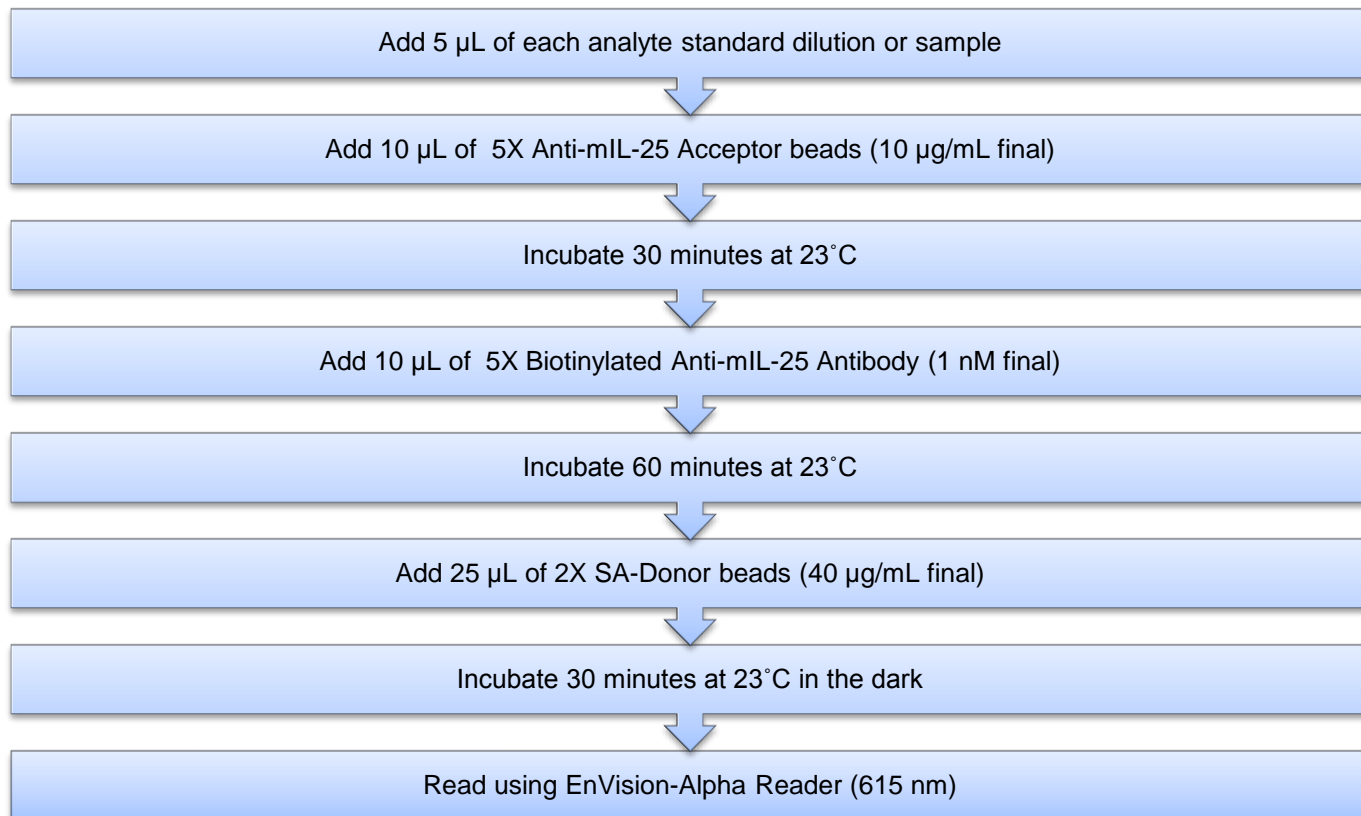 Add 5 µL of each analyte standard dilution or sample
Add 10 µL of 5X Anti-mIL-25 Acceptor beads (10 µg/mL final)
Incubate 30 minutes at 23˚C
Add 10 µL of 5X Biotinylated Anti-mIL-25 Antibody (1 nM final)
Incubate 60 minutes at 23˚C
Add 25 µL of 2X SA-Donor beads (40 µg/mL final)
Incubate 30 minutes at 23˚C in the dark
Read using EnVision-Alpha Reader (615 nm)